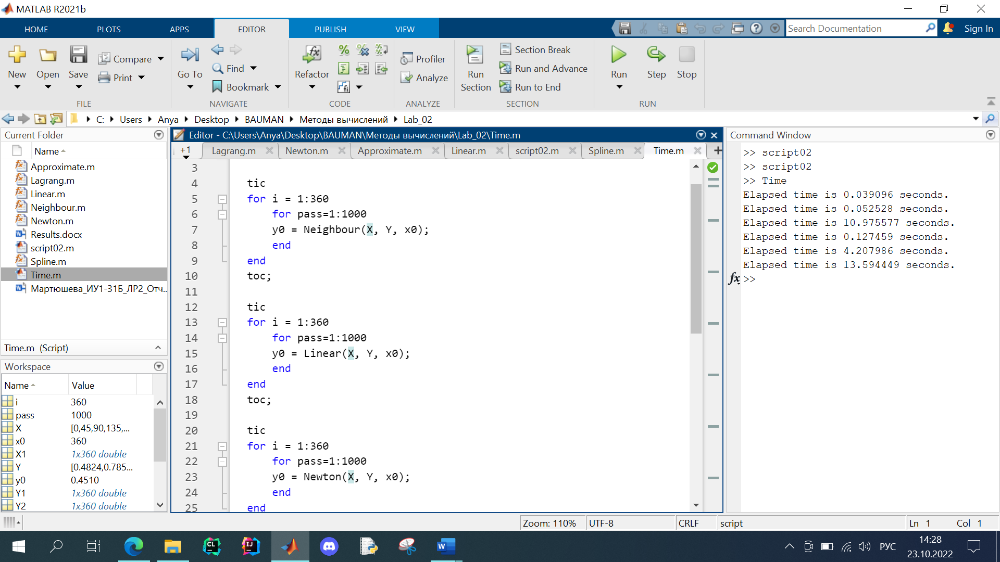 MATLAB R2021b
HOME PLOTS APPS EDITOR PUBLISH VIEW Search Documentation Sign In
New Open Save Compare Print FILE
Go To Find Bookmark NAVIGATE
Refactor CODE
Profiler Analyze ANALYZE
Run Section Section Break Run and Advance Run to End SECTION
Run Step Stop RUN
C: Users Anya Desktop BAUMAN Методы вычислений Lab_02
Current Folder
Name
Approximate.m
Lagrang.m
Linear.m
Neighbour.m
Newton.m
Results.docx
script02.m
Spline.m
Time.m
Мартюшева_ИУ1-31Б_ЛР2_Отч...
Time.m (Script)
Workspace
Name Value
i 360
pass 1000
X [0,45,90,135,...
x0 360
X1 1x360 double
Y [0.4824,0.785...
y0 0.4510
Y1 1x360 double
Y2 1x360 double
Editor - C:\Users\Anya\Desktop\BAUMAN\Методы вычислений\Lab_02\Time.m
+1 Lagrang.m Newton.m Approximate.m Linear.m script02.m Spline.m Time.m +
3
4 tic
5 for i = 1:360
6 for pass=1:1000
7 y0 = Neighbour(X, Y, x0);
8 end
9 end
10 toc;
11
12 tic
13 for i = 1:360
14 for pass=1:1000
15 y0 = Linear(X, Y, x0);
16 end
17 end
18 toc;
19
20 tic
21 for i = 1:360
22 for pass=1:1000
23 y0 = Newton(X, Y, x0);
24 end
25 end
Command Window
>> script02
>> script02
>> Time
Elapsed time is 0.039096 seconds.
Elapsed time is 0.052528 seconds.
Elapsed time is 10.975577 seconds.
Elapsed time is 0.127459 seconds.
Elapsed time is 4.207986 seconds.
Elapsed time is 13.594449 seconds.
fx >>
Zoom: 110% UTF-8 CRLF script Ln 1 Col 1
CL IJ W РУС 14:28
23.10.2022